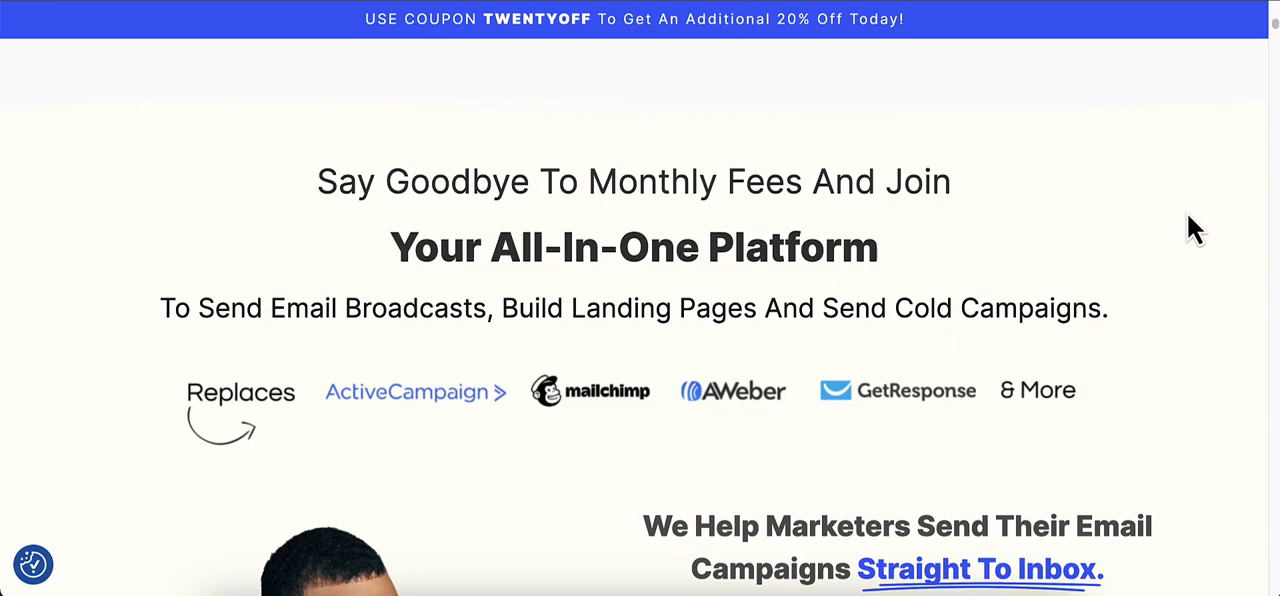 USE COUPON TWENTYOFF To Get An Additional 20% Off Today!
Say Goodbye To Monthly Fees And Join
Your All-In-One Platform
To Send Email Broadcasts, Build Landing Pages And Send Cold Campaigns.
Replaces ActiveCampaign mailchimp AWeber GetResponse & More
We Help Marketers Send Their Email
Campaigns Straight To Inbox.